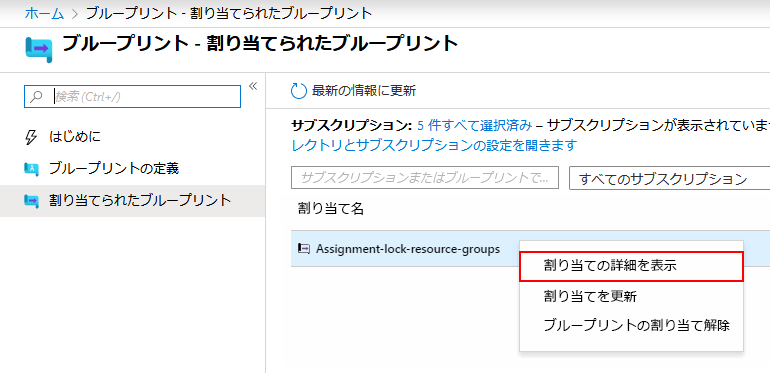 ホーム > ブループリント - 割り当てられたブループリント
ブループリント - 割り当てられたブループリント
検索 (Ctrl+/)
はじめに
ブループリントの定義
割り当てられたブループリント
最新の情報に更新
サブスクリプション: 5 件すべて選択済み – サブスクリプションが表示されていま
レクトリとサブスクリプションの設定を開きます
サブスクリプションまたはブループリントで...
すべてのサブスクリプション
割り当て名
Assignment-lock-resource-groups
割り当ての詳細を表示
割り当てを更新
ブループリントの割り当て解除